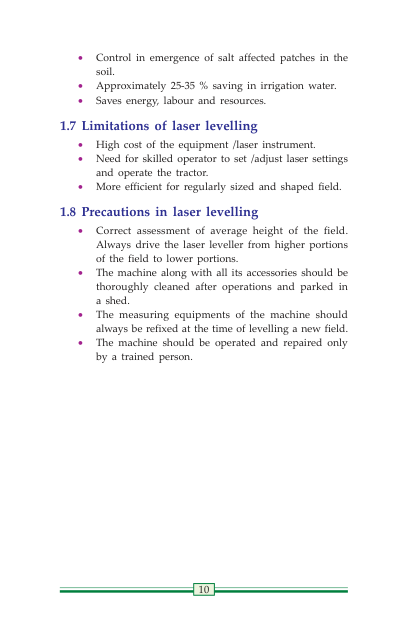 • Control in emergence of salt affected patches in the
soil.
• Approximately 25-35 % saving in irrigation water.
• Saves energy, labour and resources.
1.7 Limitations of laser levelling
• High cost of the equipment /laser instrument.
• Need for skilled operator to set /adjust laser settings
and operate the tractor.
• More efficient for regularly sized and shaped field.
1.8 Precautions in laser levelling
• Correct assessment of average height of the field.
Always drive the laser leveller from higher portions
of the field to lower portions.
• The machine along with all its accessories should be
thoroughly cleaned after operations and parked in
a shed.
• The measuring equipments of the machine should
always be refixed at the time of levelling a new field.
• The machine should be operated and repaired only
by a trained person.
10